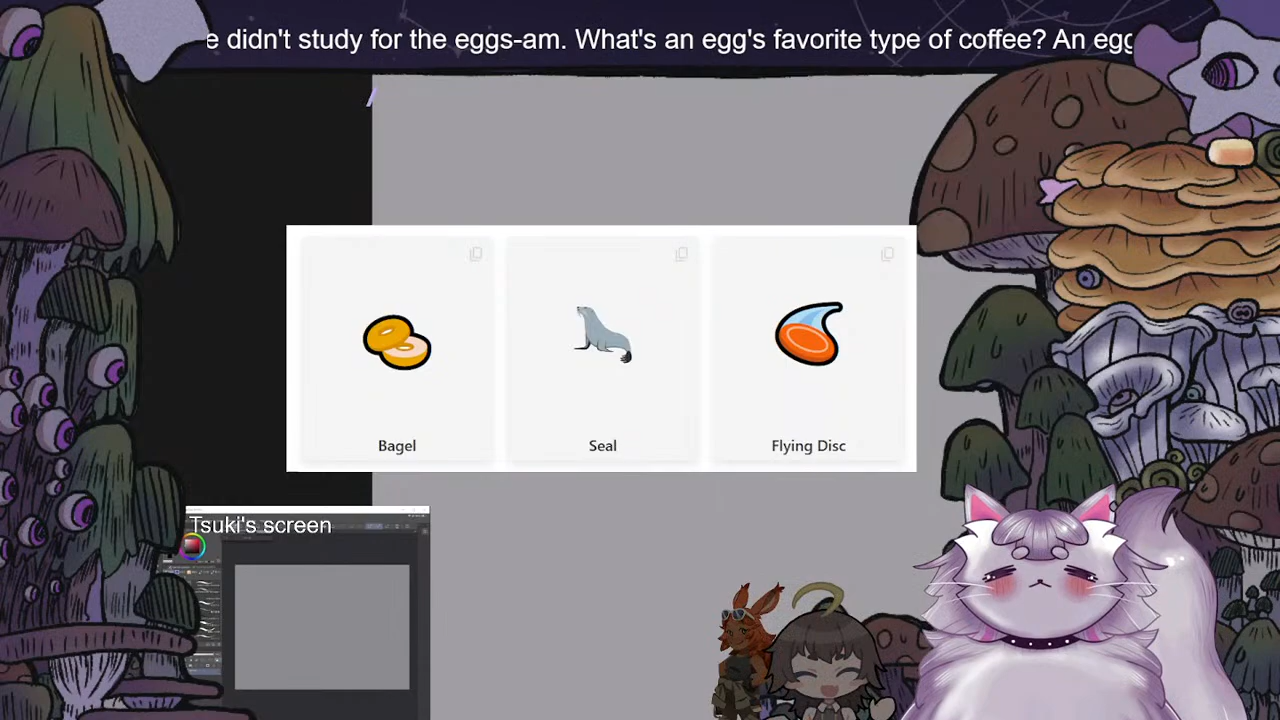 e didn't study for the eggs-am. What's an egg's favorite type of coffee? An egg
Bagel
Seal
Flying Disc
Tsuki's screen